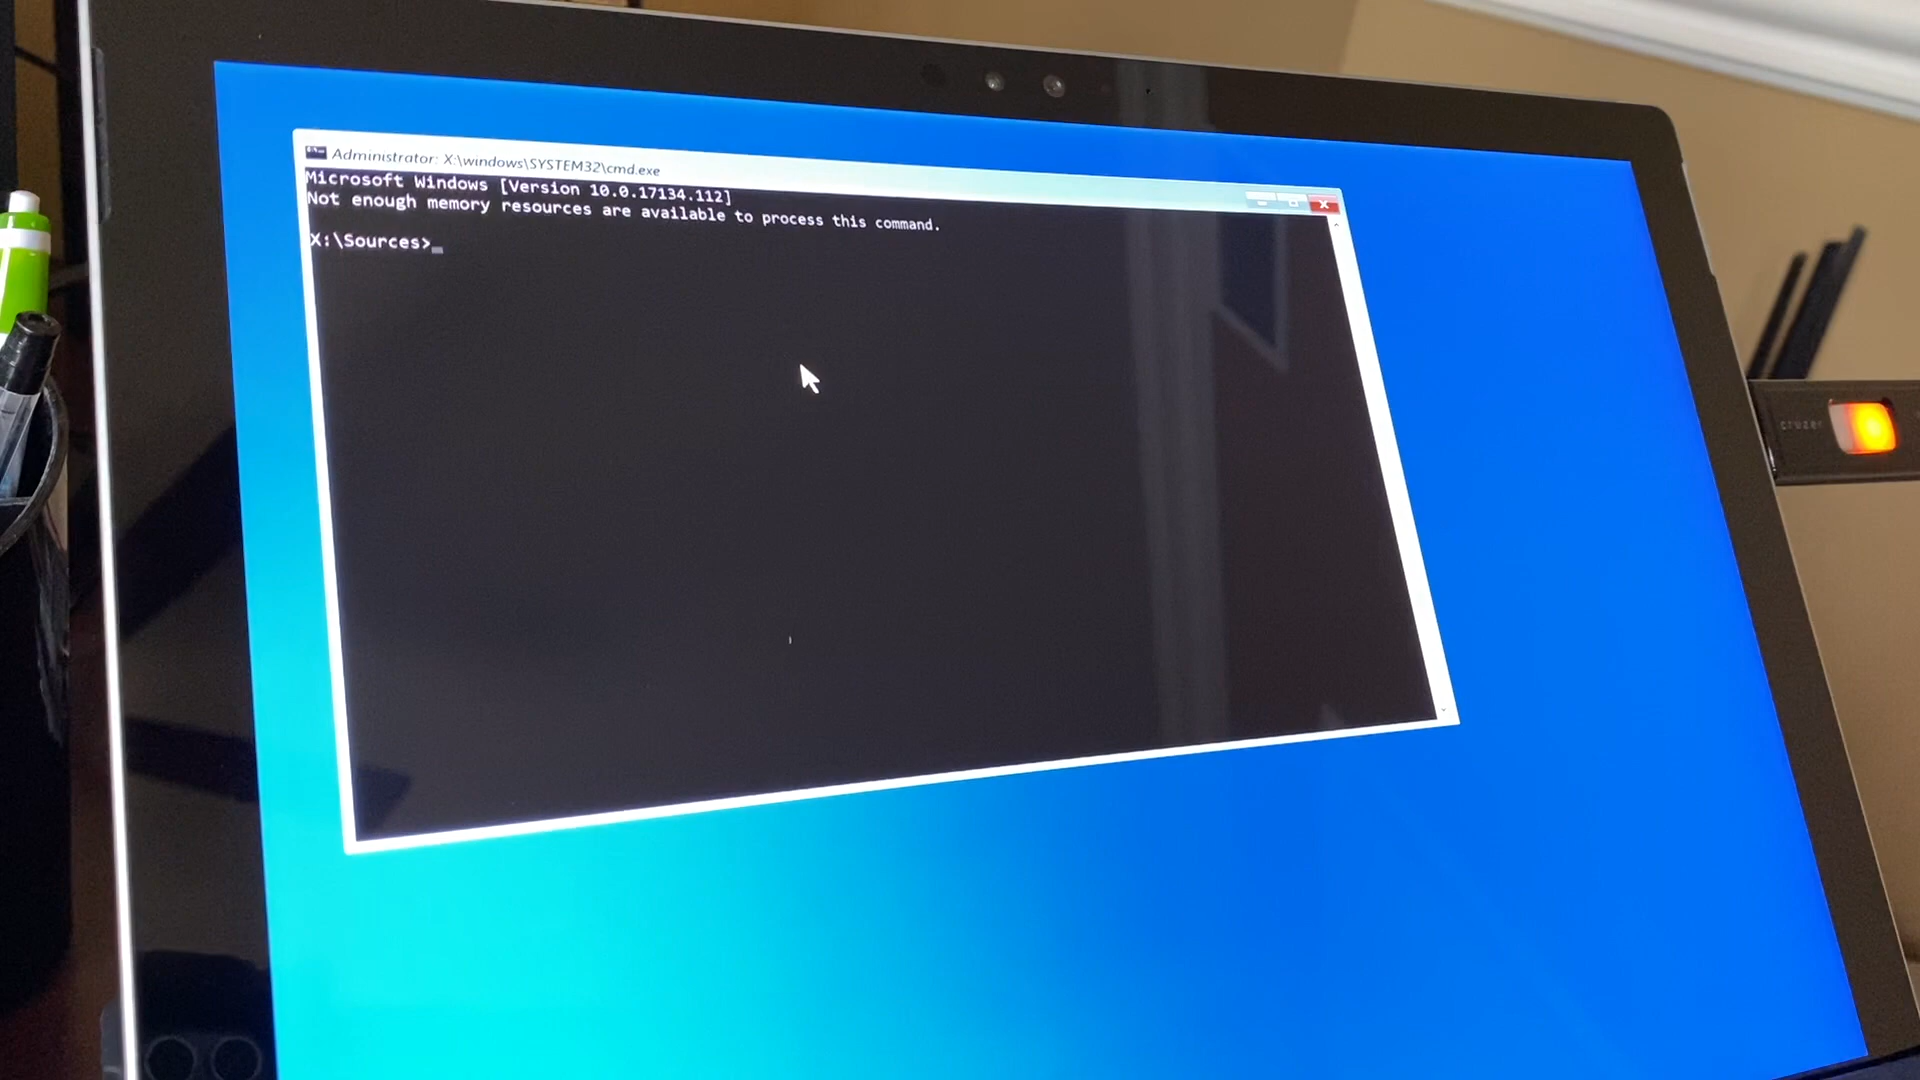 Administrator: X:\windows\SYSTEM32\cmd.exe
Microsoft Windows [Version 10.0.17134.112]
Not enough memory resources are available to process this command.
X:\Sources>
cruzer